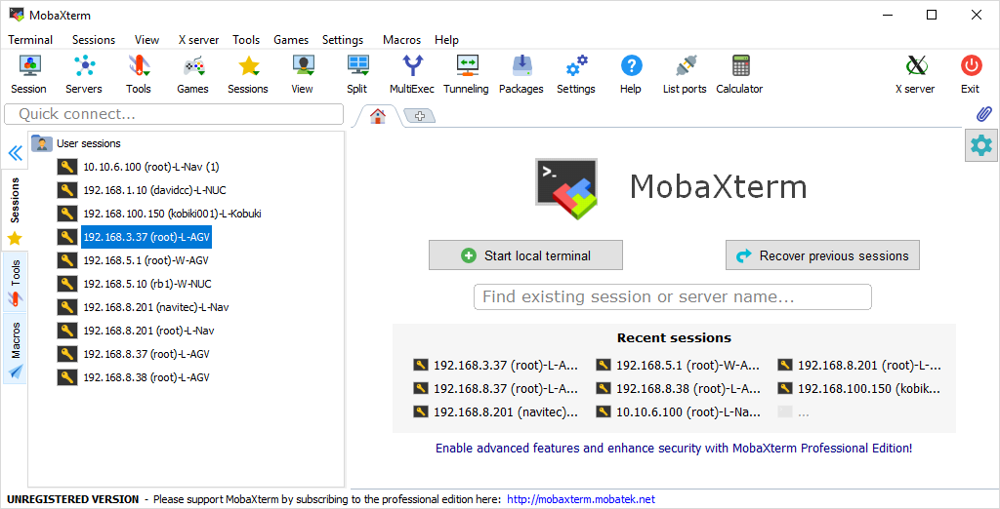 MobaXterm
Terminal Sessions View X server Tools Games Settings Macros Help
Session Servers Tools Games Sessions View Split MultiExec Tunneling Packages Settings Help List ports Calculator X server Exit
Quick connect...
User sessions
10.10.6.100 (root)-L-Nav (1)
192.168.1.10 (davidcc)-L-NUC
192.168.100.150 (kobiki001)-L-Kobuki
192.168.3.37 (root)-L-AGV
192.168.5.1 (root)-W-AGV
192.168.5.10 (rb1)-W-NUC
192.168.8.201 (navitec)-L-Nav
192.168.8.201 (root)-L-Nav
192.168.8.37 (root)-L-AGV
192.168.8.38 (root)-L-AGV
Sessions
Tools
Macros
>_
MobaXterm
Start local terminal
Recover previous sessions
Find existing session or server name...
Recent sessions
192.168.3.37 (root)-L-A... 192.168.5.1 (root)-W-A... 192.168.8.201 (root)-L-...
192.168.8.37 (root)-L-A... 192.168.8.38 (root)-L-A... 192.168.100.150 (kobik...
192.168.8.201 (navitec)... 10.10.6.100 (root)-L-Na... ...
Enable advanced features and enhance security with MobaXterm Professional Edition!
UNREGISTERED VERSION - Please support MobaXterm by subscribing to the professional edition here: http://mobaxterm.mobatek.net